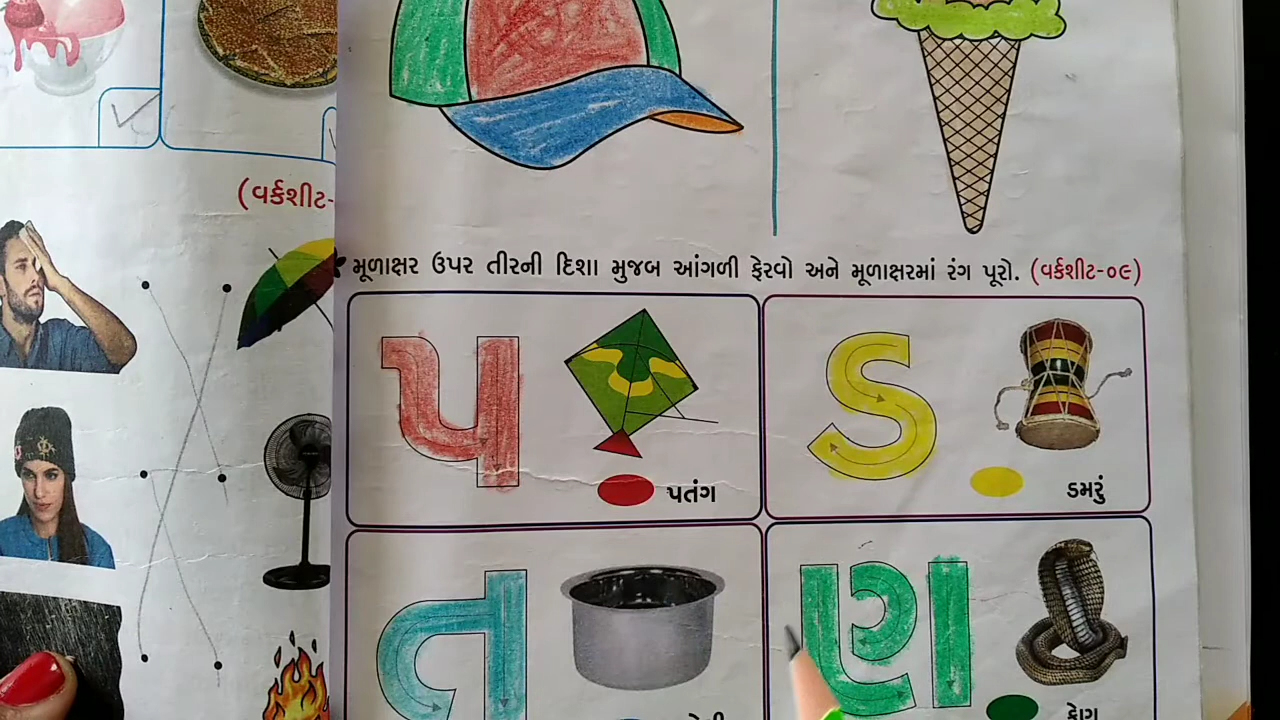 (વર્કશીટ-
મૂળાક્ષર ઉપર તીરની દિશા મુજબ આંગળી ફેરવો અને મૂળાક્ષરમાં રંગ પૂરો. (વર્કશીટ-૦૯)
પ
પતંગ
ડ
ડમરું
ત
ણ
ફેણ